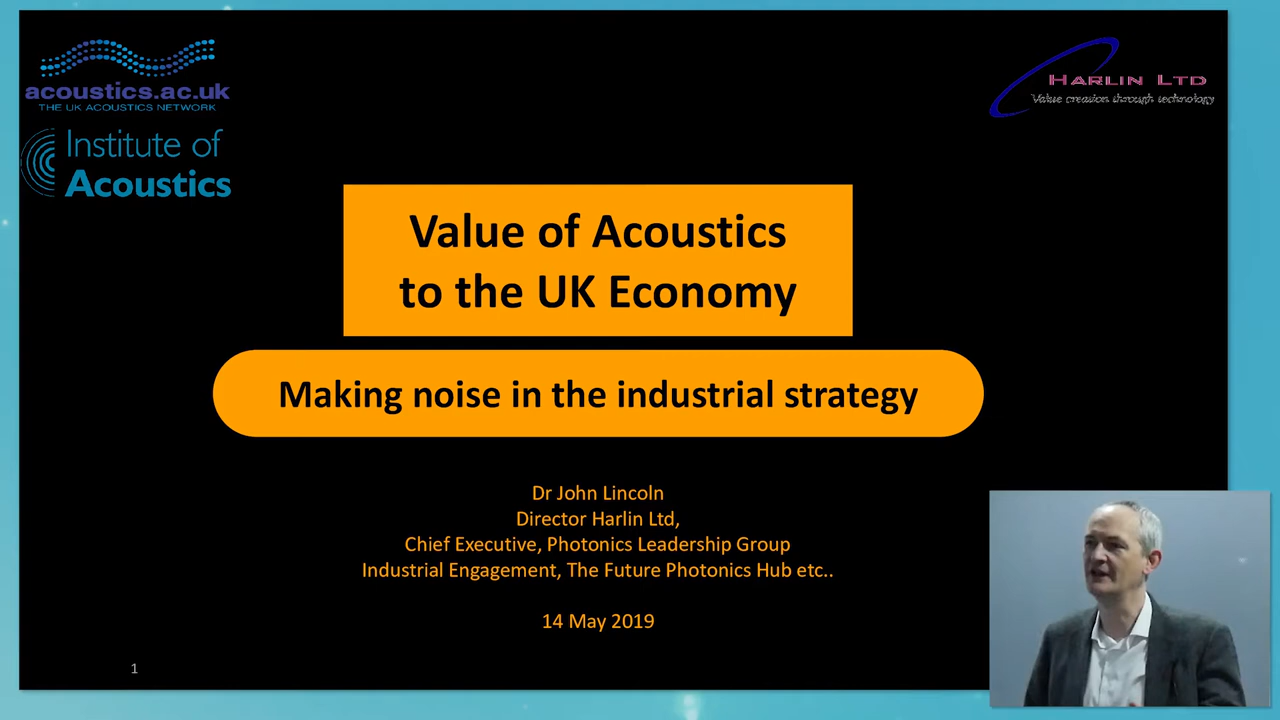 acoustics.ac.uk
THE UK ACOUSTICS NETWORK
Institute of
Acoustics
HARLIN LTD
Value creation through technology
Value of Acoustics
to the UK Economy
Making noise in the industrial strategy
Dr John Lincoln
Director Harlin Ltd,
Chief Executive, Photonics Leadership Group
Industrial Engagement, The Future Photonics Hub etc..
14 May 2019
1